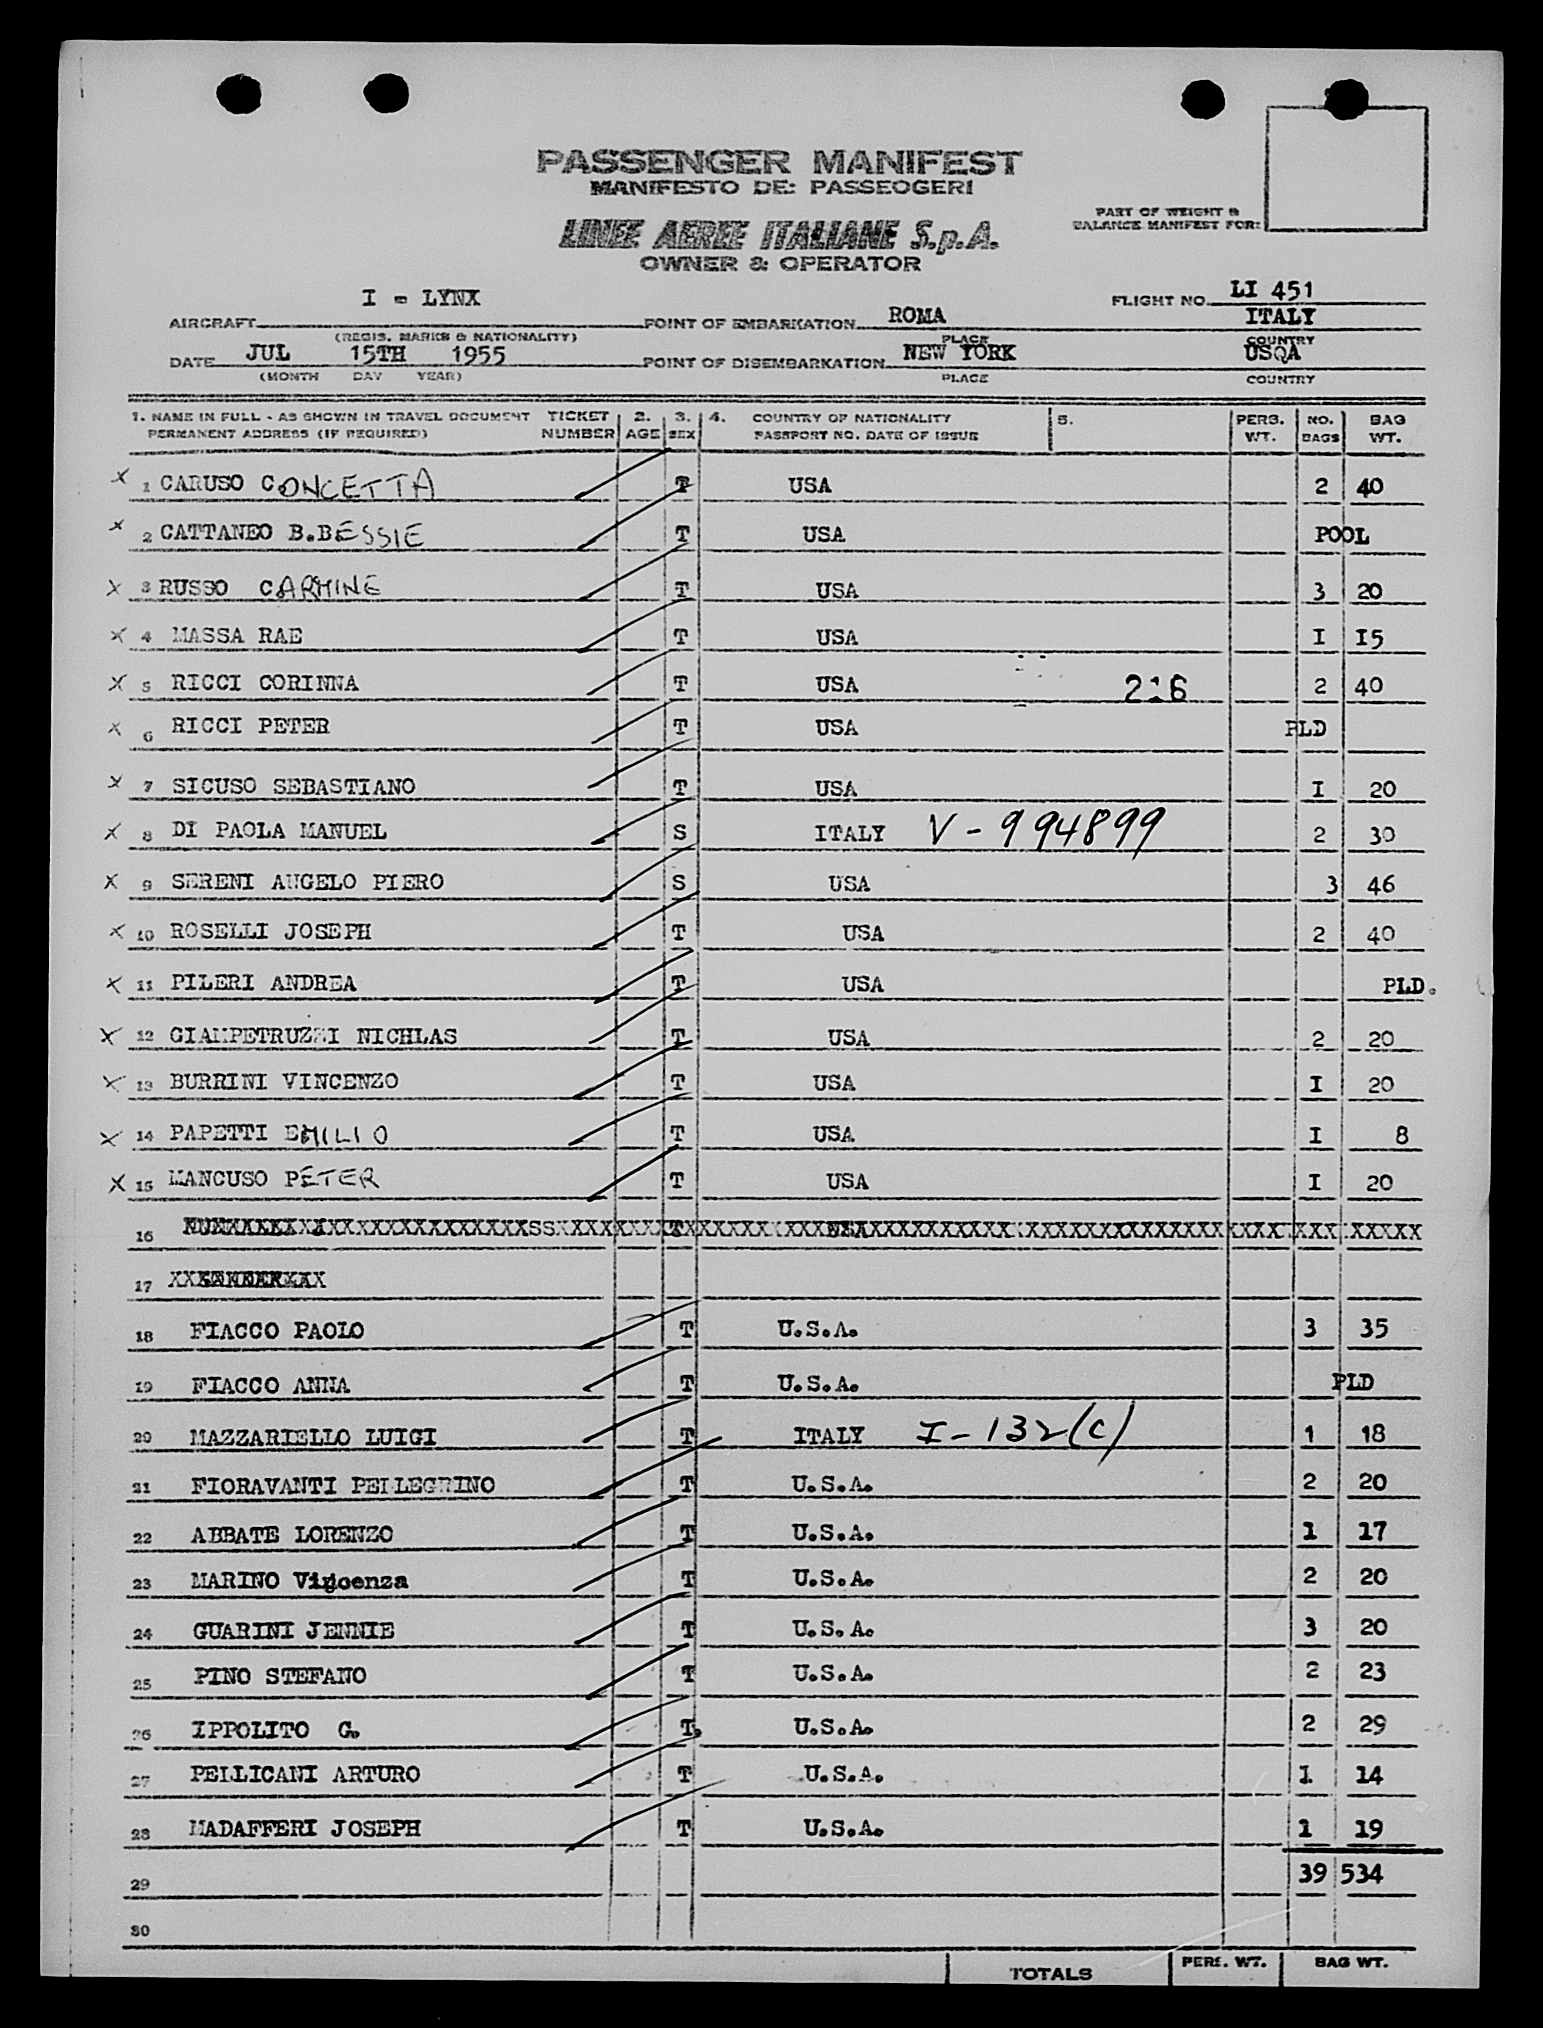 PASSENGER MANIFEST
MANIFESTO DE: PASSEOGERI
LINEE AEREE ITALIANE S.p.A.
OWNER & OPERATOR
PART OF WEIGHT &
BALANCE MANIFEST FOR:
AIRCRAFT I - LYNX FLIGHT NO. LI 451
(REGIS. MARKS & NATIONALITY) POINT OF EMBARKATION ROMA ITALY
PLACE COUNTRY
DATE JUL 15TH 1955 POINT OF DISEMBARKATION NEW YORK USQA
(MONTH DAY YEAR) PLACE COUNTRY
1. NAME IN FULL - AS SHOWN IN TRAVEL DOCUMENT TICKET 2. 3. 4. COUNTRY OF NATIONALITY 5. PERS. NO. BAG
PERMANENT ADDRESS (IF REQUIRED) NUMBER AGE SEX PASSPORT NO. DATE OF ISSUE WT. BAGS WT.
X 1 CARUSO CONCETTA T USA 2 40
X 2 CATTANEO B.BESSIE T USA POOL
X 3 RUSSO CARMINE T USA 3 20
X 4 MASSA RAE T USA I I5
X 5 RICCI CORINNA T USA 216 2 40
X 6 RICCI PETER T USA PLD
X 7 SICUSO SEBASTIANO T USA I 20
X 8 DI PAOLA MANUEL S ITALY V-994899 2 30
X 9 SERENI ANGELO PIERO S USA 3 46
X 10 ROSELLI JOSEPH T USA 2 40
X 11 PILERI ANDREA T USA PLD.
X 12 GIAMPETRUZZI NICHLAS T USA 2 20
X 13 BURRINI VINCENZO T USA I 20
X 14 PAPETTI EMILIO T USA I 8
X 15 MANCUSO PETER T USA I 20
16
17
18 FIACCO PAOLO T U.S.A. 3 35
19 FIACCO ANNA T U.S.A. PLD
20 MAZZARIELLO LUIGI T ITALY I-132(C) 1 18
21 FIORAVANTI PELLEGRINO T U.S.A. 2 20
22 ABBATE LORENZO T U.S.A. 1 17
23 MARINO Vincenza T U.S.A. 2 20
24 GUARINI JENNIE T U.S.A. 3 20
25 PINO STEFANO T U.S.A. 2 23
26 IPPOLITO G. T. U.S.A. 2 29
27 PELLICANI ARTURO T U.S.A. 1 14
28 MADAFFERI JOSEPH T U.S.A. 1 19
29 39 534
30
TOTALS PERS. WT. BAG WT.